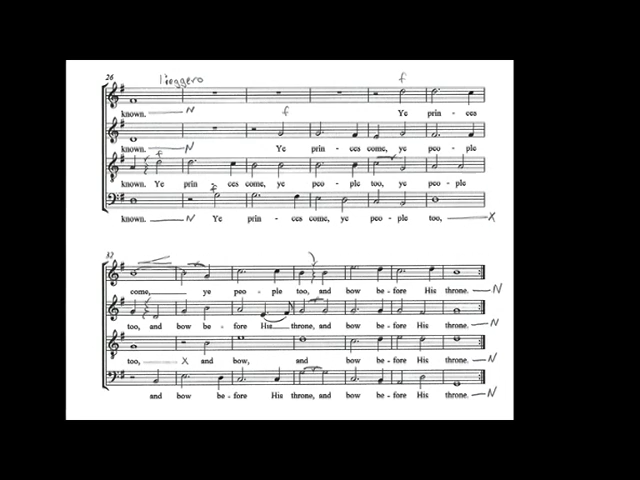 26
lieggero
f
known. N
f
Ye prin - ces
known. N
Ye prin - ces come, ye peo - ple
f
known. Ye prin ces come, ye peo - ple too, ye peo - ple
f
known. N Ye prin - ces come, ye peo - ple too, X
32
come, ye peo - ple too, and bow be - fore His throne. N
too, and bow be - fore His throne, and bow be - fore His throne. N
too, X and bow, and bow be - fore His throne. N
and bow be - fore His throne, and bow be - fore His throne. N